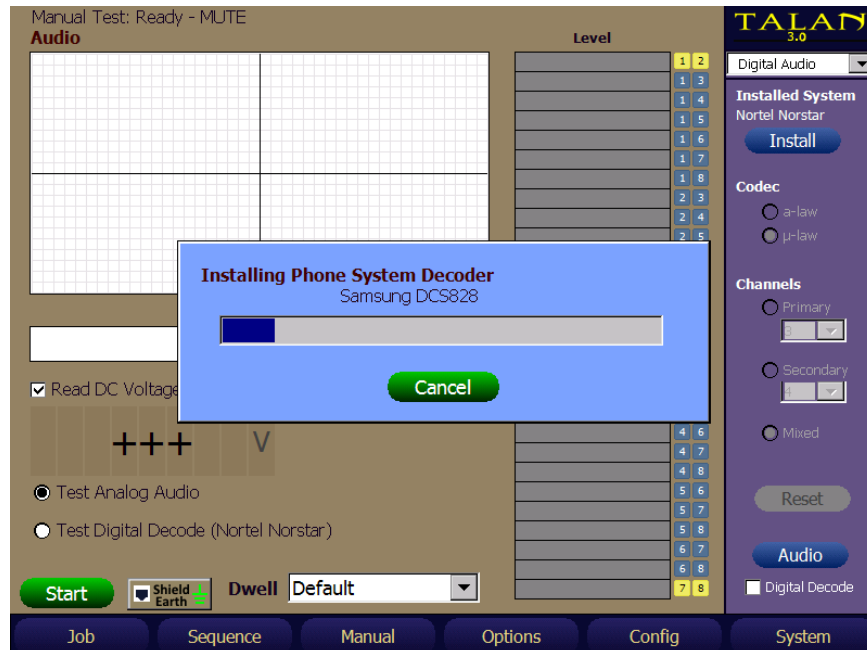 Manual Test: Ready - MUTE
Audio
Level
TALAN
3.0
Digital Audio
Installed System
Nortel Norstar
Install
Codec
a-law
µ-law
Channels
Primary
3
Secondary
4
Mixed
Reset
Audio
Digital Decode
1 2
1 3
1 4
1 5
1 6
1 7
1 8
2 3
2 4
2 5
Installing Phone System Decoder
Samsung DCS828
Cancel
Read DC Voltage
+++ V
4 6
4 7
4 8
5 6
5 7
5 8
6 7
6 8
7 8
Test Analog Audio
Test Digital Decode (Nortel Norstar)
Start
Shield
Earth
Dwell Default
Job Sequence Manual Options Config System